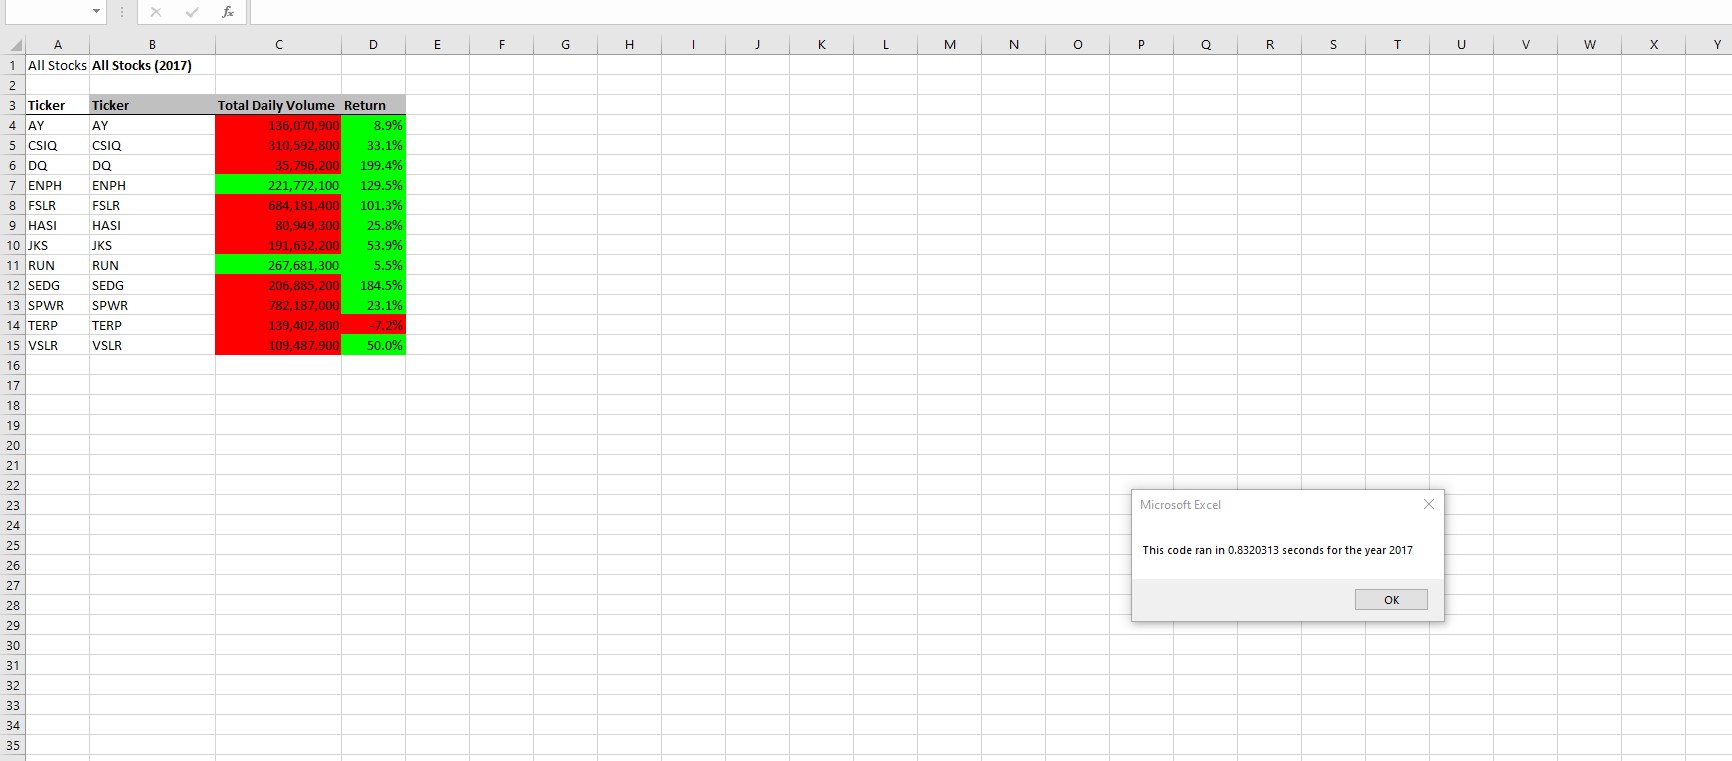 fx
A B C D E F G H I J K L M N O P Q R S T U V W X Y
1 All Stocks All Stocks (2017)
2
3 Ticker Ticker Total Daily Volume Return
4 AY AY 136,070,900 8.9%
5 CSIQ CSIQ 310,592,800 33.1%
6 DQ DQ 35,796,200 199.4%
7 ENPH ENPH 221,772,100 129.5%
8 FSLR FSLR 684,181,400 101.3%
9 HASI HASI 80,949,300 25.8%
10 JKS JKS 191,632,200 53.9%
11 RUN RUN 267,681,300 5.5%
12 SEDG SEDG 206,885,200 184.5%
13 SPWR SPWR 782,187,000 23.1%
14 TERP TERP 139,402,800 -7.2%
15 VSLR VSLR 109,487,900 50.0%
16
17
18
19
20
21
22
23
24
25
26
27
28
29
30
31
32
33
34
35
Microsoft Excel
This code ran in 0.8320313 seconds for the year 2017
OK